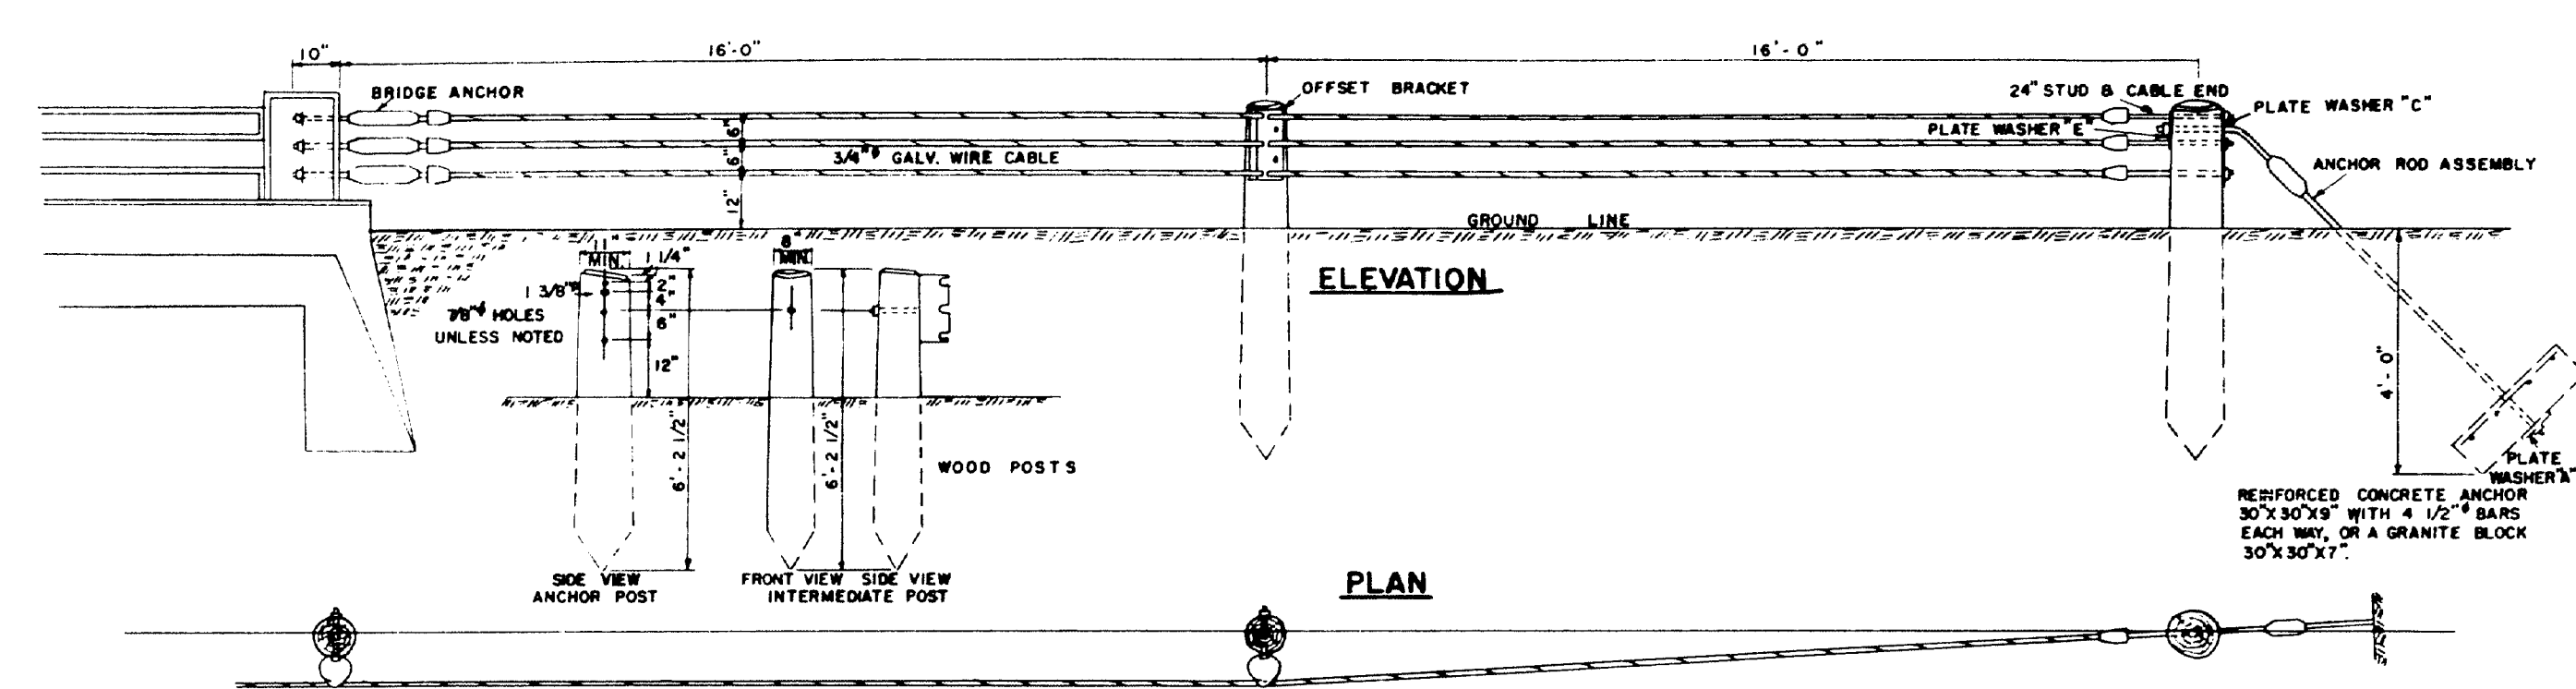 10" 16'-0" 16'-0"
BRIDGE ANCHOR
OFFSET BRACKET
24" STUD & CABLE END
PLATE WASHER "C"
PLATE WASHER "E"
6"
6"
3/4"ϕ GALV. WIRE CABLE
ANCHOR ROD ASSEMBLY
12"
GROUND LINE
11"
MIN.
1 1/4"
8"
MIN.
ELEVATION
1 3/8"ϕ
2"
4"
7/8"ϕ HOLES
UNLESS NOTED
6"
12"
4'-0"
6'-2 1/2"
6'-2 1/2"
WOOD POSTS
PLATE
WASHER "A"
REINFORCED CONCRETE ANCHOR
30"X30"X9" WITH 4 1/2"ϕ BARS
EACH WAY, OR A GRANITE BLOCK
30"X30"X7".
SIDE VIEW
ANCHOR POST
FRONT VIEW SIDE VIEW
INTERMEDIATE POST
PLAN